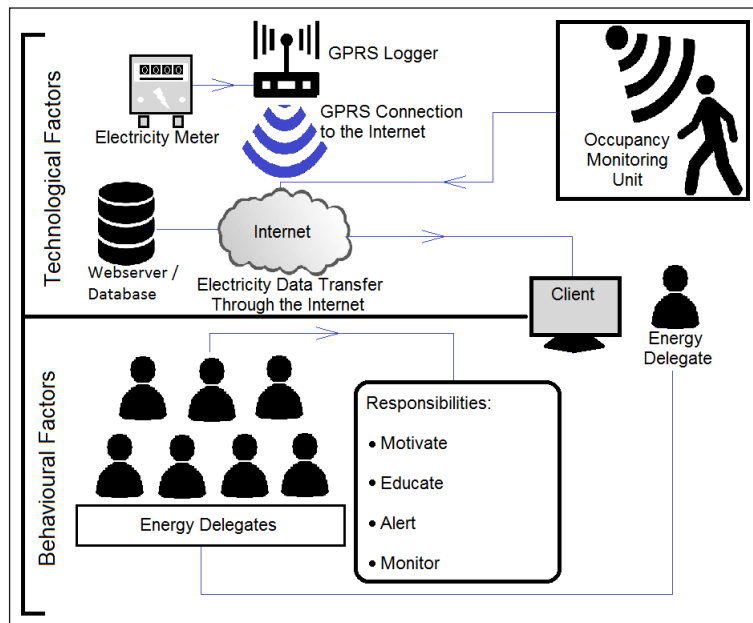 Technological Factors
GPRS Logger
0000
Electricity Meter
GPRS Connection
to the Internet
Occupancy
Monitoring
Unit
Webserver /
Database
Internet
Electricity Data Transfer
Through the Internet
Client
Energy
Delegate
Behavioural Factors
Energy Delegates
Responsibilities:
• Motivate
• Educate
• Alert
• Monitor